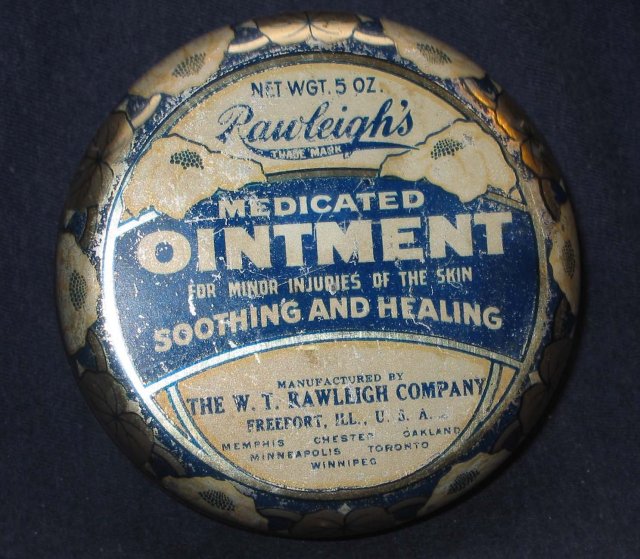 NET WGT. 5 OZ.
Rawleigh's
TRADE MARK
MEDICATED
OINTMENT
FOR MINOR INJURIES OF THE SKIN
SOOTHING AND HEALING
MANUFACTURED BY
THE W. T. RAWLEIGH COMPANY
FREEPORT, ILL., U. S. A.
MEMPHIS CHESTER OAKLAND
MINNEAPOLIS TORONTO
WINNIPEG